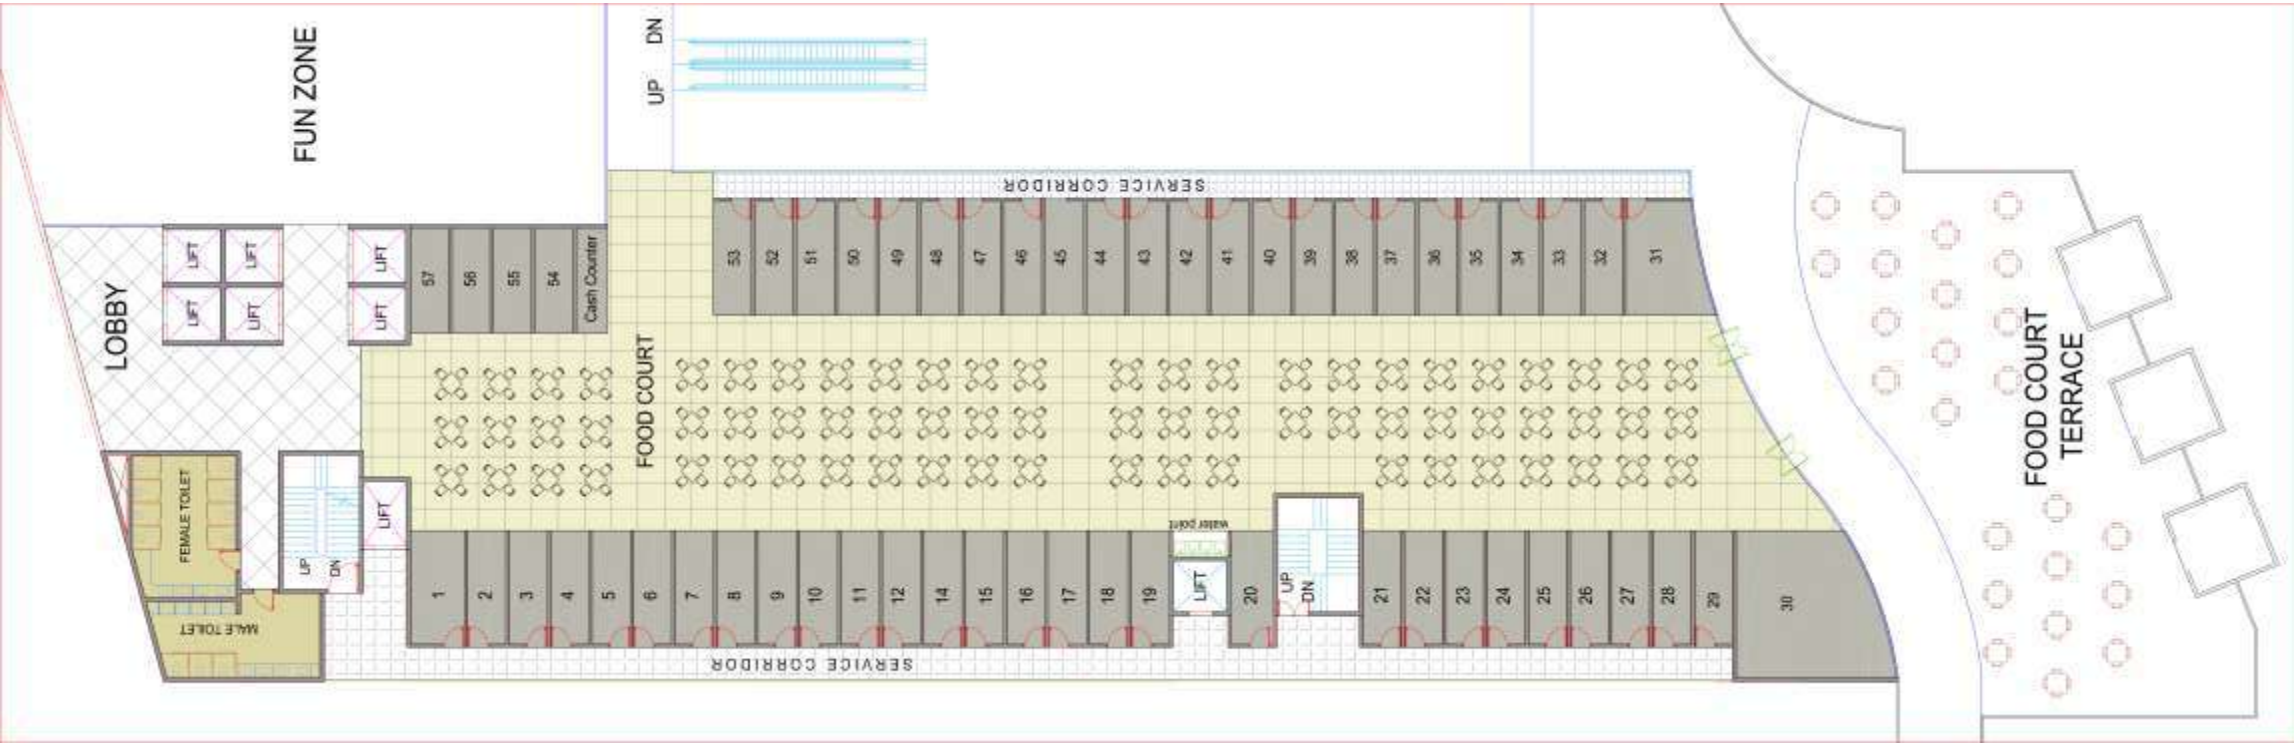 FUN ZONE
UP DN
SERVICE CORRIDOR
LOBBY
LIFT
LIFT
LIFT
LIFT
LIFT
LIFT
57
56
55
54
Cash Counter
53
52
51
50
49
48
47
46
45
44
43
42
41
40
39
38
37
36
35
34
33
32
31
FOOD COURT
FOOD COURT
TERRACE
FEMALE TOILET
MALE TOILET
UP
DN
LIFT
1
2
3
4
5
6
7
8
9
10
11
12
14
15
16
17
18
19
water point
LIFT
20
UP
DN
21
22
23
24
25
26
27
28
29
30
SERVICE CORRIDOR